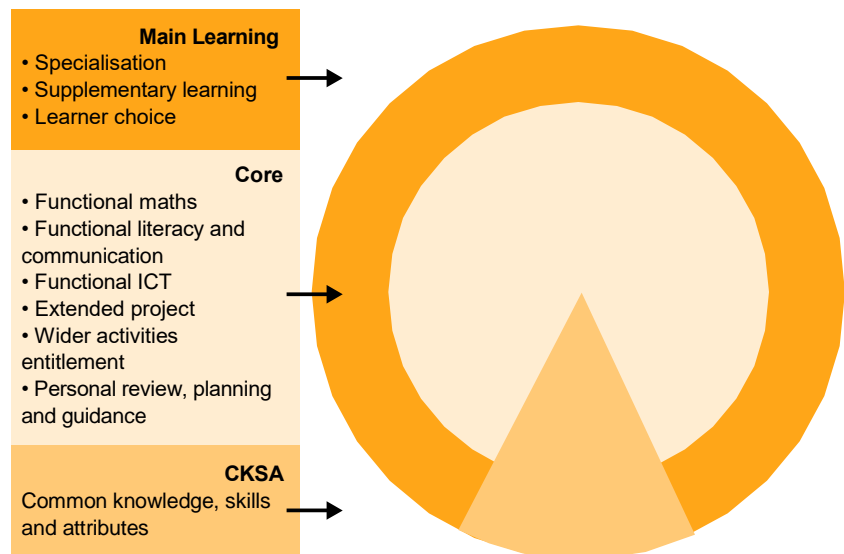 Main Learning
• Specialisation
• Supplementary learning
• Learner choice
Core
• Functional maths
• Functional literacy and
communication
• Functional ICT
• Extended project
• Wider activities
entitlement
• Personal review, planning
and guidance
CKSA
Common knowledge, skills
and attributes